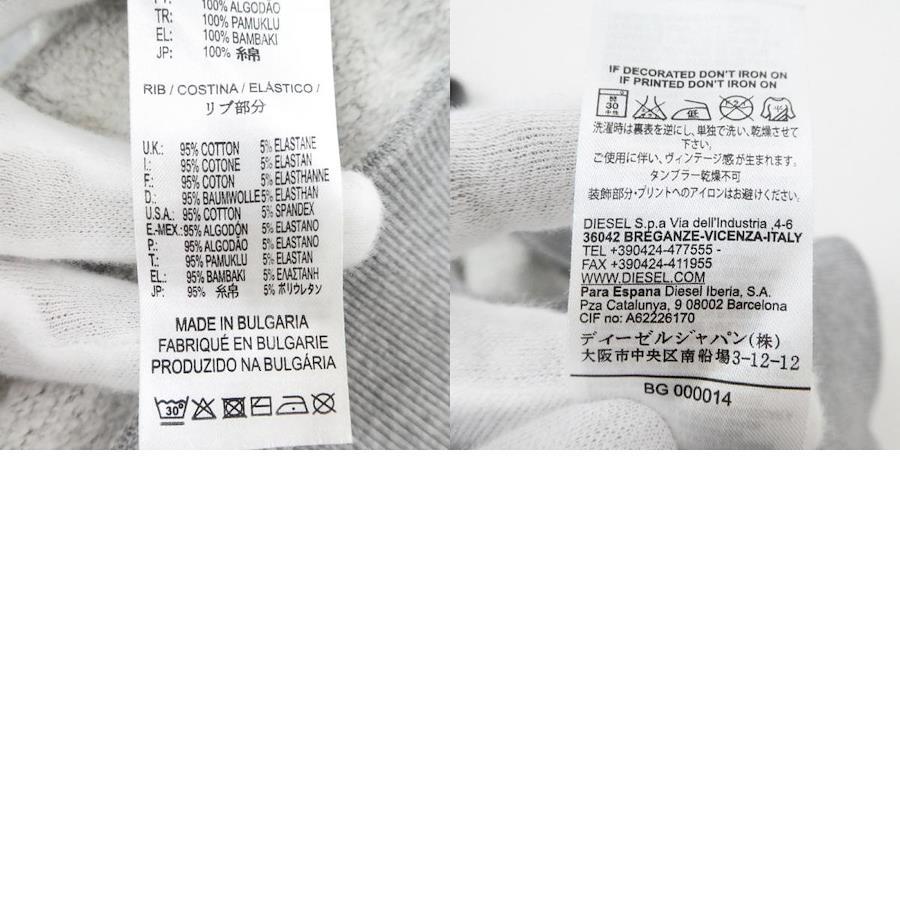 TR: 100% PAMUKLU
EL: 100% BAMBAKI
JP: 100% 綿
RIB / COSTINA / ELÁSTICO /
リブ部分
U.K.: 95% COTTON 5% ELASTANE
I.: 95% COTONE 5% ELASTAN
F.: 95% COTON 5% ELASTHANNE
D.: 95% BAUMWOLLE 5% ELASTHAN
U.S.A.: 95% COTTON 5% SPANDEX
E.-MEX.: 95% ALGODÓN 5% ELASTANO
P.: 95% ALGODÃO 5% ELASTANO
T.: 95% PAMUKLU 5% ELASTAN
EL.: 95% BAMBAKI 5% ΕΛΑΣΤΑΝΗ
JP: 95% 綿 5% ポリウレタン
MADE IN BULGARIA
FABRIQUÉ EN BULGARIE
PRODUZIDO NA BULGÁRIA
30°
IF DECORATED DON'T IRON ON
IF PRINTED DON'T IRON ON
30 中性 低
洗濯時は裏表を逆にし、単独で洗い、乾燥させて
下さい。
ご使用に伴い、ヴィンテージ感が生まれます。
タンブラー乾燥不可
装飾部分・プリントへのアイロンはお避けください。
DIESEL S.p.a Via dell'Industria ,4-6
36042 BREGANZE-VICENZA-ITALY
TEL +390424-477555 -
FAX +390424-411955
WWW.DIESEL.COM
Para Espana Diesel Iberia, S.A.
Pza Catalunya, 9 08002 Barcelona
CIF no: A62226170
ディーゼルジャパン(株)
大阪市中央区南船場3-12-12
BG 000014